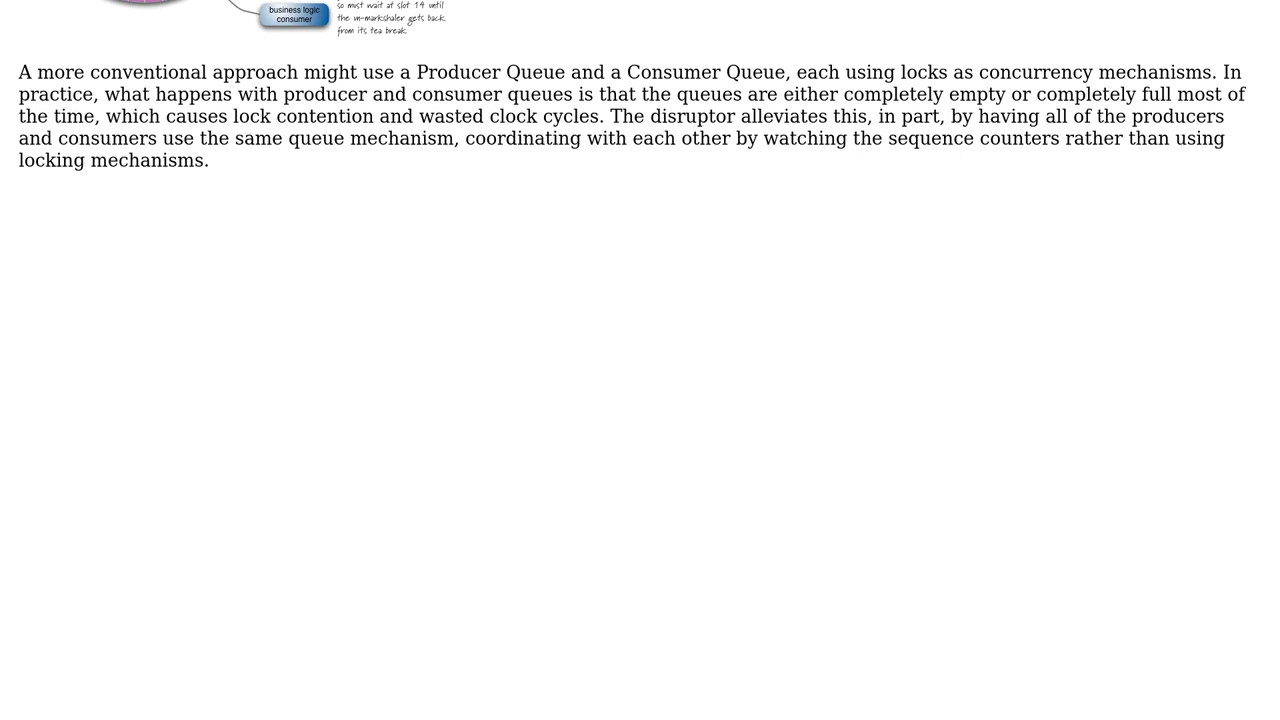 so must wait at slot 14 until
business logic
consumer
the un-markshaler gets back
from its tea break
A more conventional approach might use a Producer Queue and a Consumer Queue, each using locks as concurrency mechanisms. In
practice, what happens with producer and consumer queues is that the queues are either completely empty or completely full most of
the time, which causes lock contention and wasted clock cycles. The disruptor alleviates this, in part, by having all of the producers
and consumers use the same queue mechanism, coordinating with each other by watching the sequence counters rather than using
locking mechanisms.